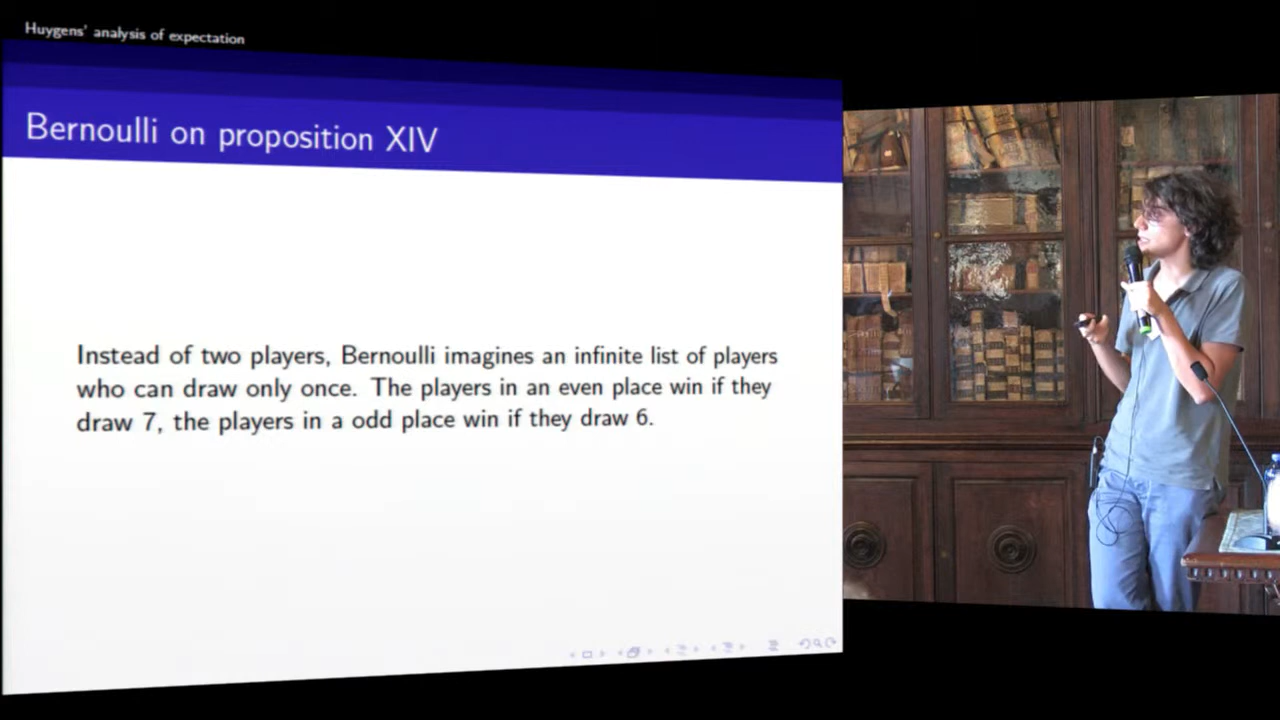 Huygens' analysis of expectation
Bernoulli on proposition XIV
Instead of two players, Bernoulli imagines an infinite list of players
who can draw only once. The players in an even place win if they
draw 7, the players in a odd place win if they draw 6.